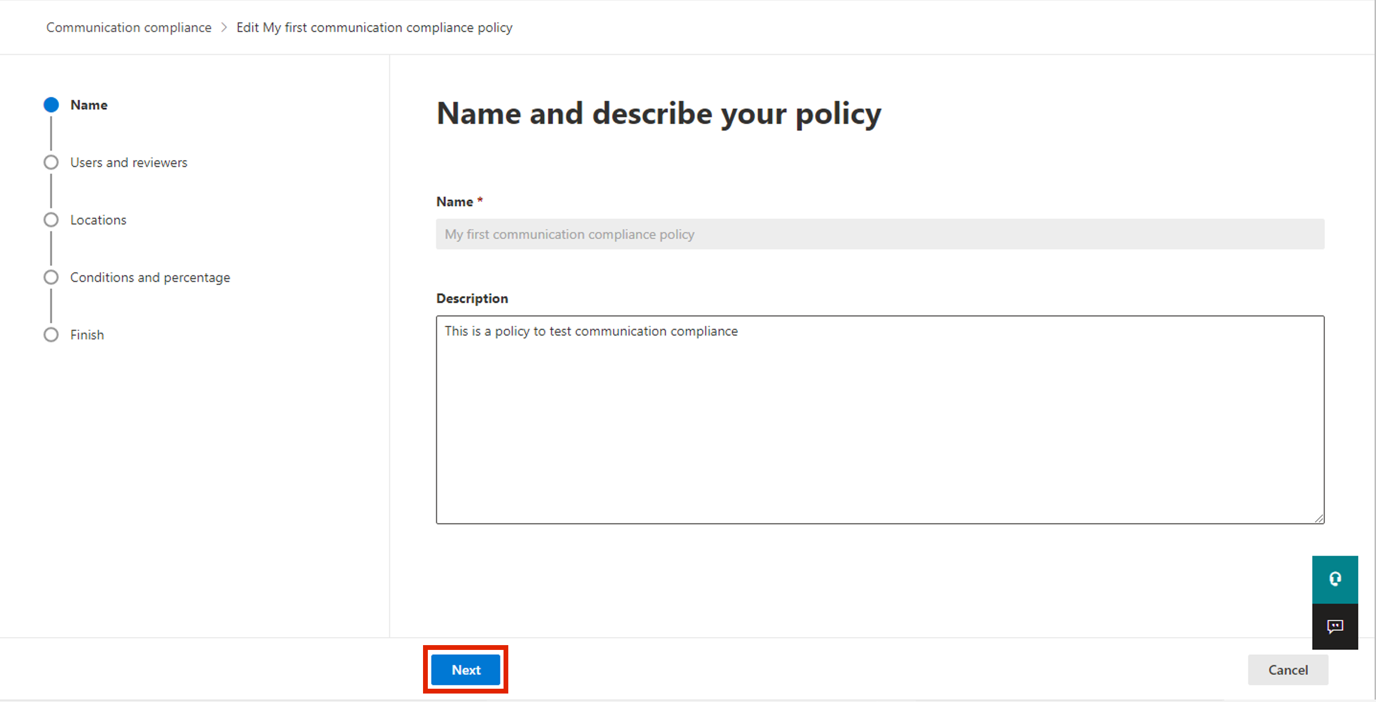 Communication compliance > Edit My first communication compliance policy
Name
Users and reviewers
Locations
Conditions and percentage
Finish
Name and describe your policy
Name *
My first communication compliance policy
Description
This is a policy to test communication compliance
Next
Cancel